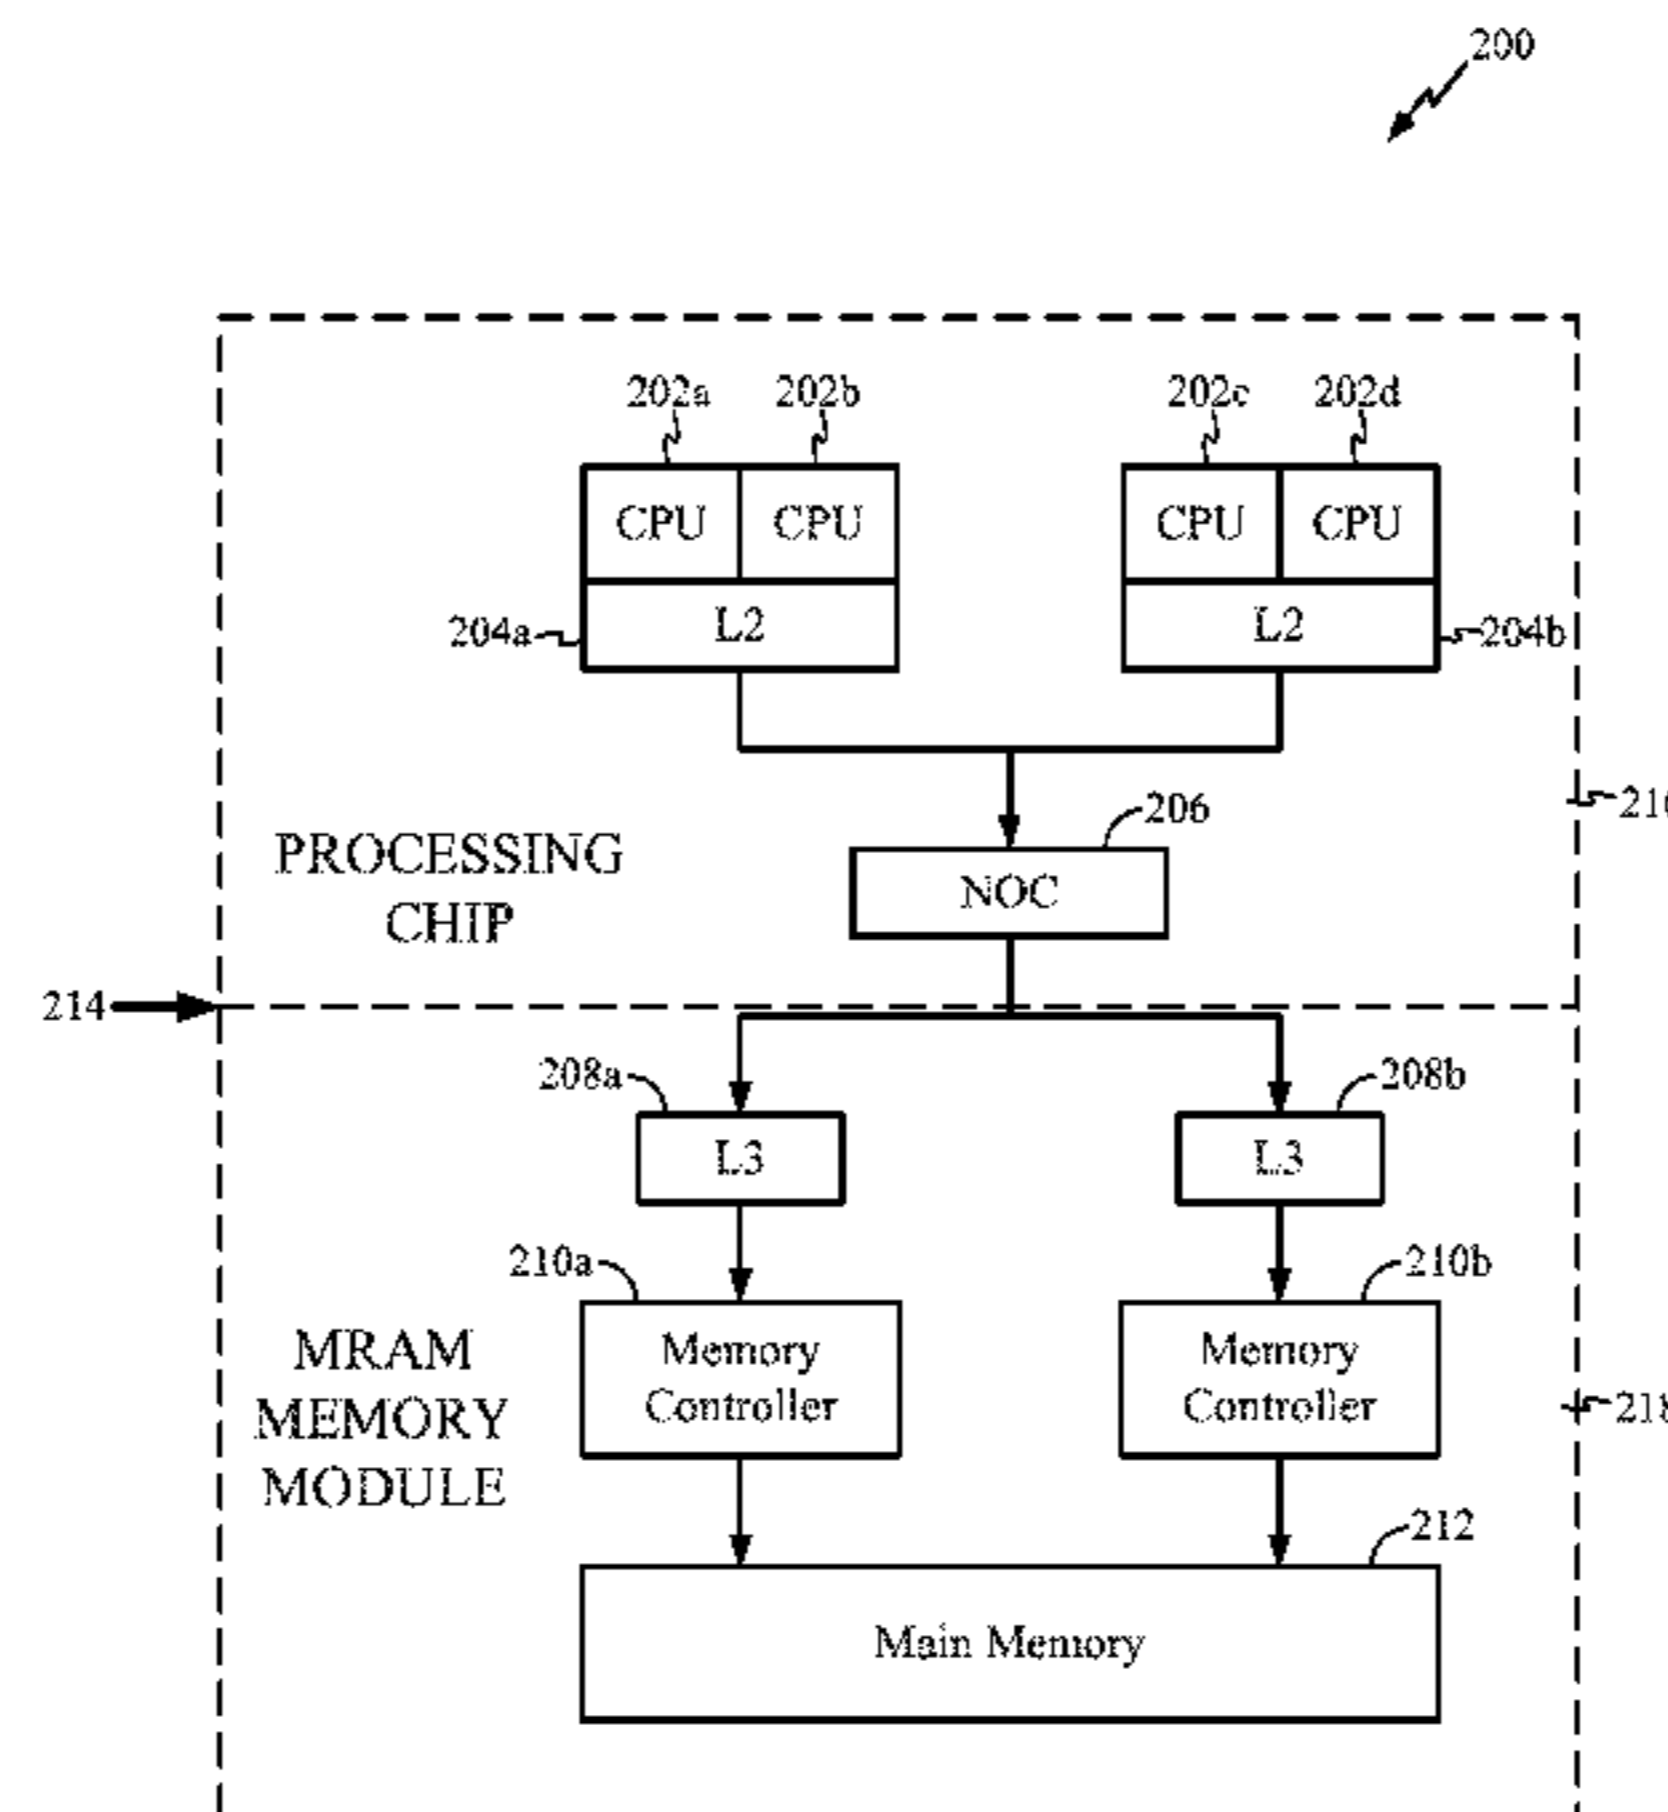 200
202a 202b 202c 202d
CPU CPU CPU CPU
L2 L2
204a 204b
206
NOC
PROCESSING
CHIP
214
208a 208b
L3 L3
210a 210b
Memory
Controller
Memory
Controller
MRAM
MEMORY
MODULE
212
Main Memory